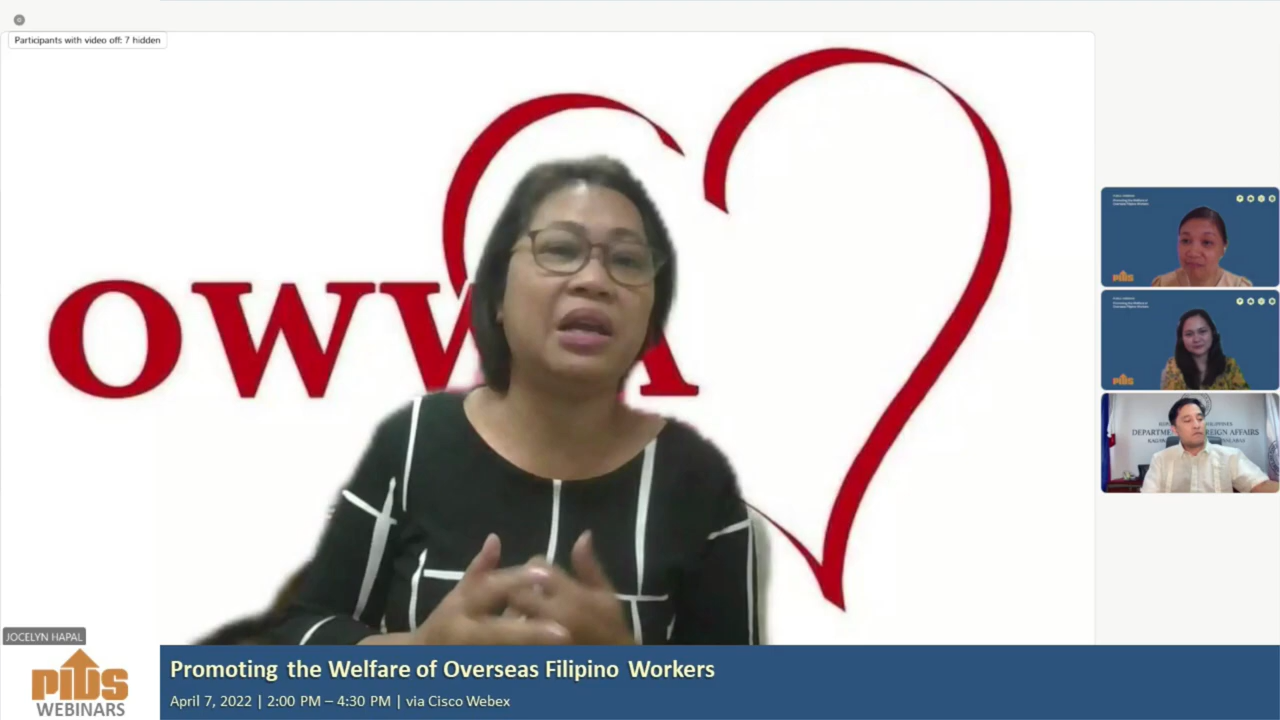 Participants with video off: 7 hidden
OWWA
DEPARTMENT FOREIGN AFFAIRS
JOCELYN HAPAL
PIDS
WEBINARS
Promoting the Welfare of Overseas Filipino Workers
April 7, 2022 | 2:00 PM – 4:30 PM | via Cisco Webex